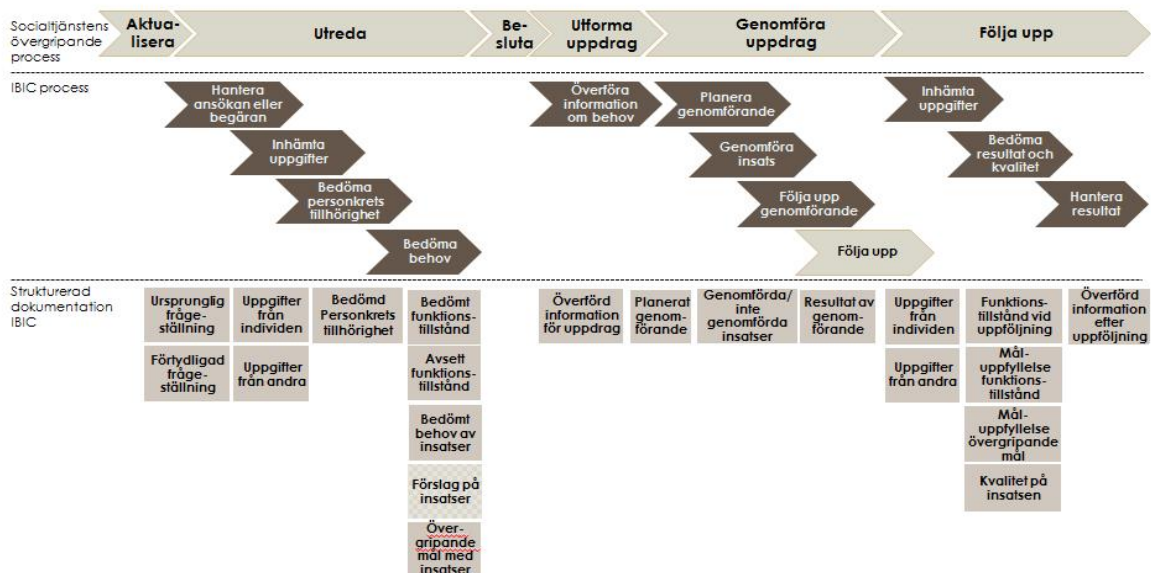 Socialtjänstens
övergripande
process
Aktua-
lisera
Utreda
Be-
sluta
Utforma
uppdrag
Genomföra
uppdrag
Följa upp
IBIC process
Hantera
ansökan eller
begäran
Inhämta
uppgifter
Bedöma
personkrets
tillhörighet
Bedöma
behov
Överföra
information
om behov
Planera
genomförande
Genomföra
insats
Följa upp
genomförande
Följa upp
Inhämta
uppgifter
Bedöma
resultat och
kvalitet
Hantera
resultat
Strukturerad
dokumentation
IBIC
Ursprunglig
fråge-
ställning
Förtydligad
fråge-
ställning
Uppgifter
från
individen
Uppgifter
från andra
Bedömd
Personkrets
tillhörighet
Bedömt
funktions-
tillstånd
Avsett
funktions-
tillstånd
Bedömt
behov av
insatser
Förslag på
insatser
Över-
gripande
mål med
insatser
Överförd
information
för uppdrag
Planerat
genom-
förande
Genomförda/
inte
genomförda
insatser
Resultat av
genom-
förande
Uppgifter
från
individen
Uppgifter
från andra
Funktions-
tillstånd vid
uppföljning
Mål-
uppfyllelse
funktions-
tillstånd
Mål-
uppfyllelse
övergripande
mål
Kvalitet på
insatsen
Överförd
information
efter
uppföljning